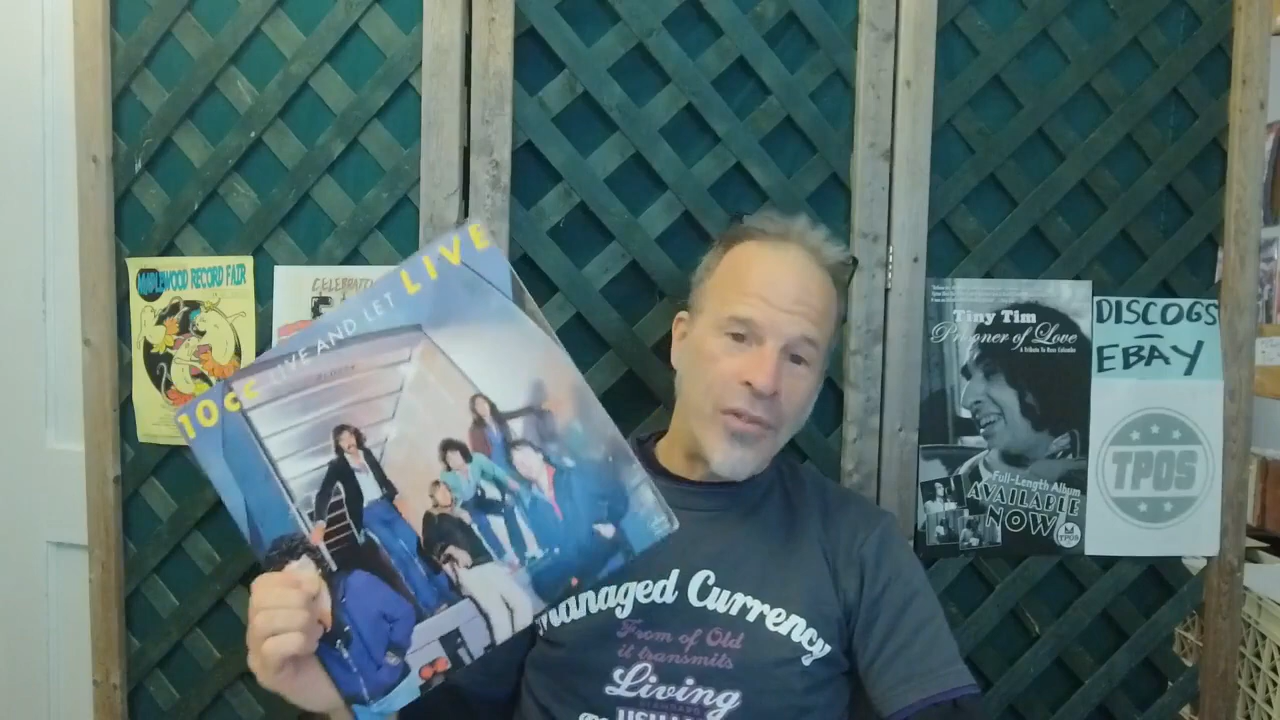 10cc LIVE AND LET LIVE
MAPLEWOOD RECORD FAIR
Tiny Tim
Prisoner of Love
A Tribute To Russ Columbo
Full-Length Album
AVAILABLE
NOW
TPOS
DISCOGS
-
EBAY
TPOS
Managed Currency
From of Old
it transmits
Living